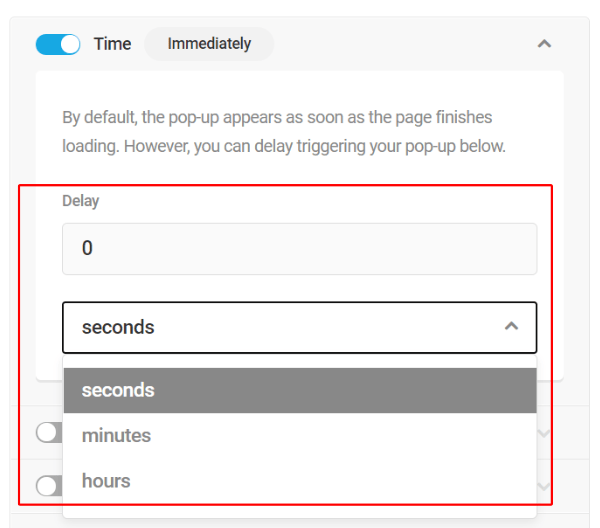 Time Immediately
By default, the pop-up appears as soon as the page finishes
loading. However, you can delay triggering your pop-up below.
Delay
0
seconds
seconds
minutes
hours